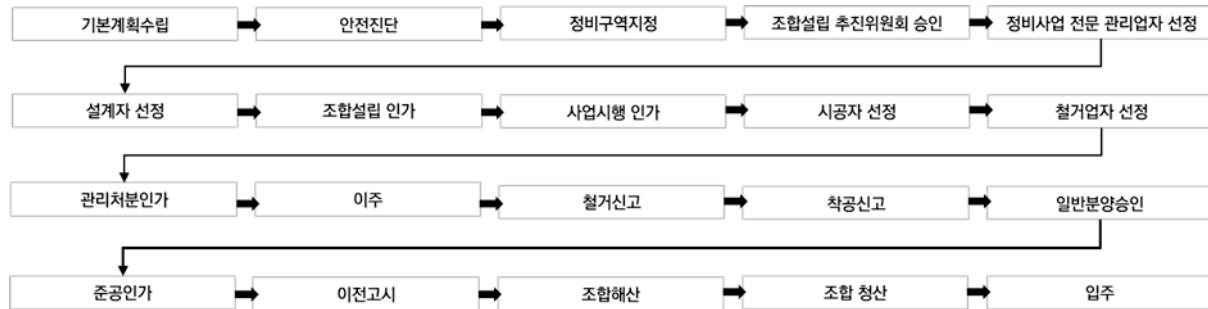 기본계획수립
안전진단
정비구역지정
조합설립 추진위원회 승인
정비사업 전문 관리업자 선정
설계자 선정
조합설립 인가
사업시행 인가
시공자 선정
철거업자 선정
관리처분인가
이주
철거신고
착공신고
일반분양승인
준공인가
이전고시
조합해산
조합 청산
입주